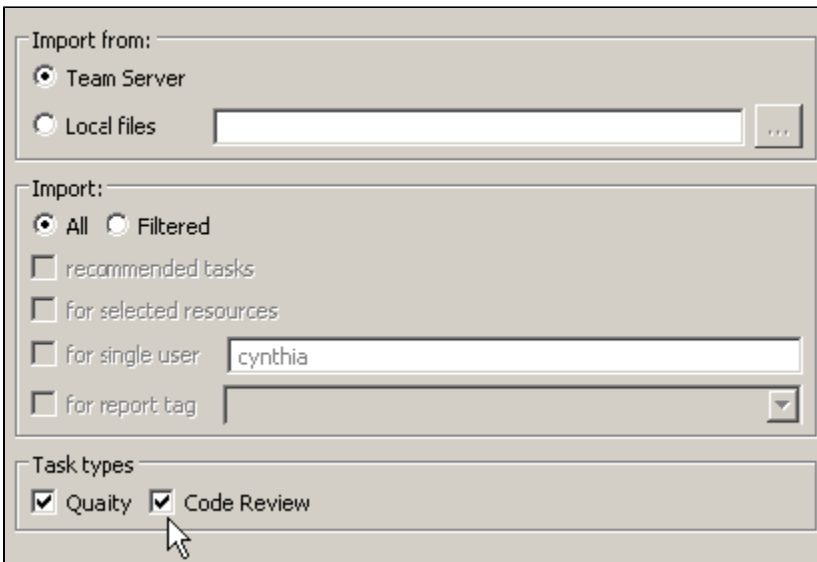 Import from:
Team Server
Local files
...
Import:
All Filtered
recommended tasks
for selected resources
for single user cynthia
for report tag
Task types
Quaity Code Review